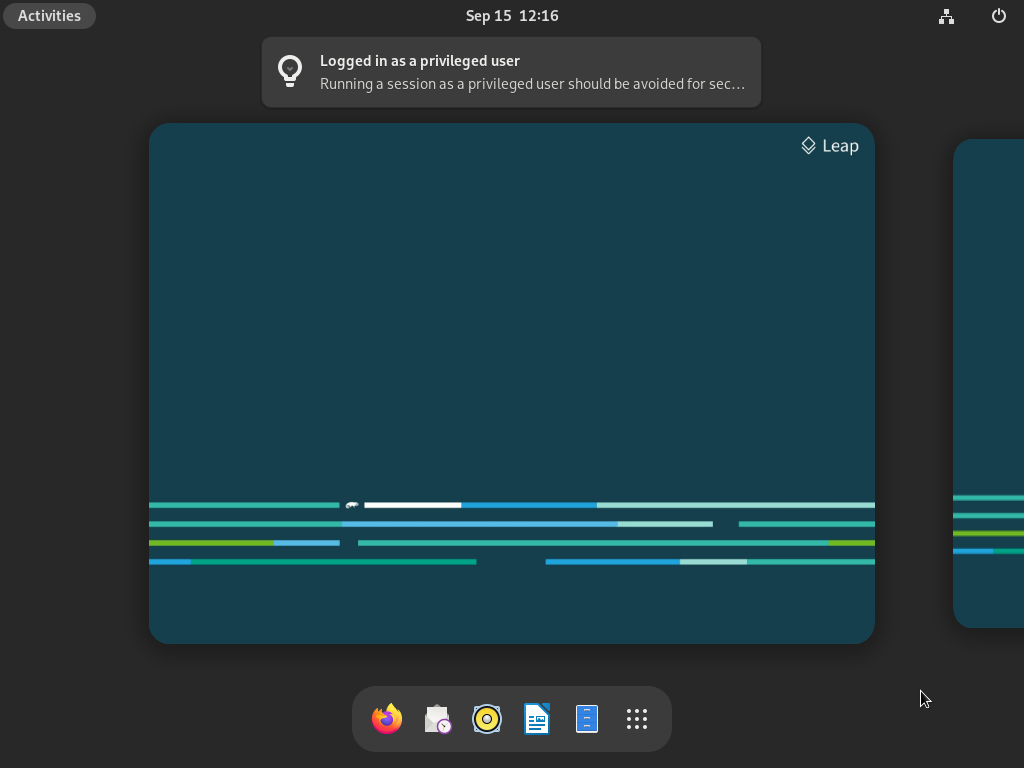 Activities
Sep 15 12:16
Logged in as a privileged user
Running a session as a privileged user should be avoided for sec…
Leap